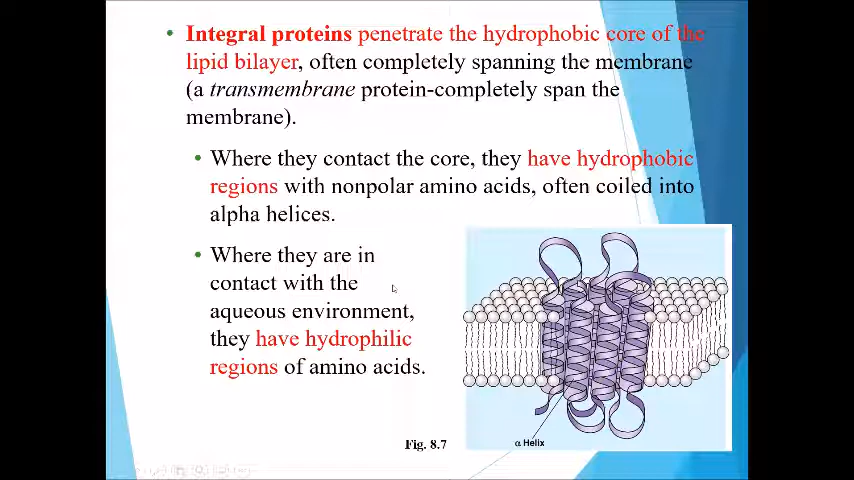 • Integral proteins penetrate the hydrophobic core of the
lipid bilayer, often completely spanning the membrane
(a transmembrane protein-completely span the
membrane).
• Where they contact the core, they have hydrophobic
regions with nonpolar amino acids, often coiled into
alpha helices.
• Where they are in
contact with the
aqueous environment,
they have hydrophilic
regions of amino acids.
Fig. 8.7
α Helix